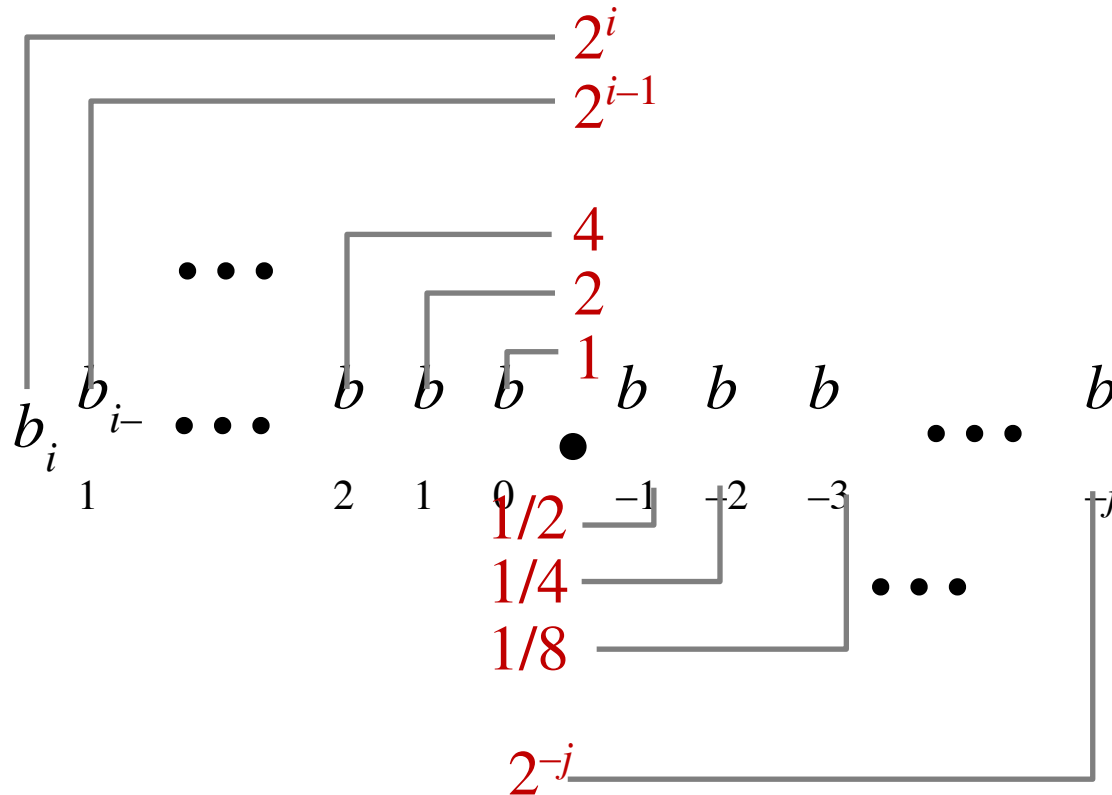 2^i
2^{i–1}
4
2
1
b_i b_{i–1} ••• b_2 b_1 b_0 • b_{–1} b_{–2} b_{–3} ••• b_{–j}
1/2
1/4
1/8
2^{–j}